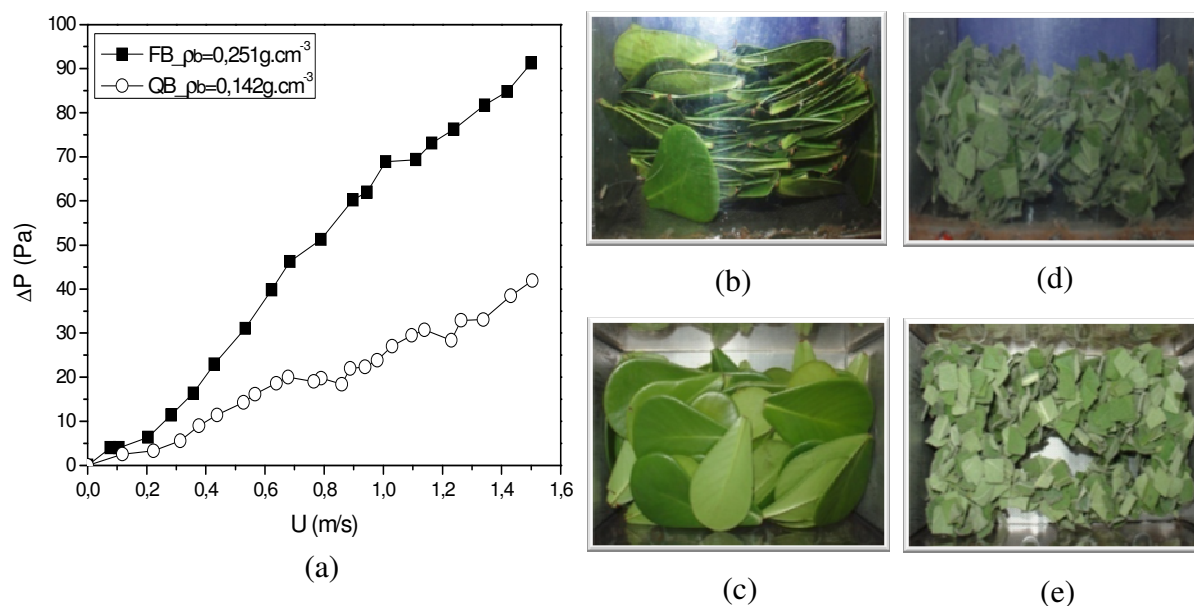 100
90
80
70
60
50
40
30
20
10
0
ΔP (Pa)
FB_ρb=0,251g.cm⁻³
QB_ρb=0,142g.cm⁻³
0,0 0,2 0,4 0,6 0,8 1,0 1,2 1,4 1,6
U (m/s)
(a)
(b)
(d)
(c)
(e)